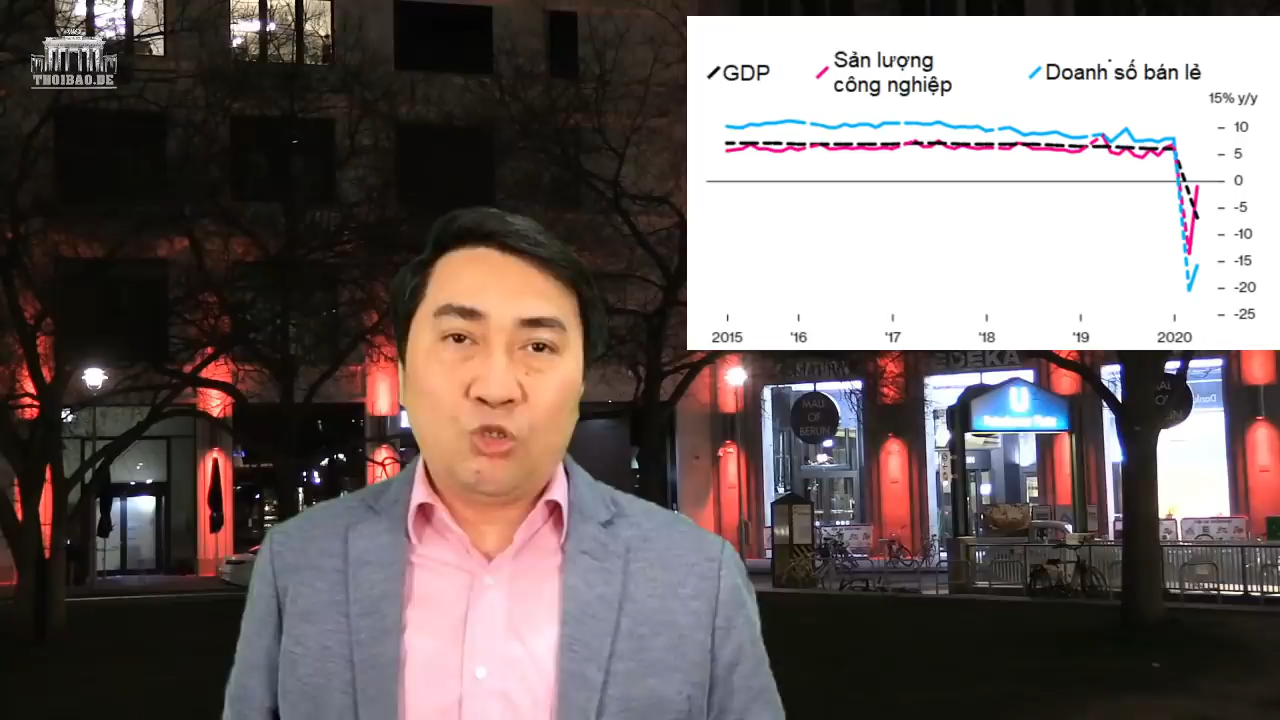 THOIBAO.DE
GDP
Sản lượng
công nghiệp
Doanh số bán lẻ
15% y/y
10
5
0
-5
-10
-15
-20
-25
2015 '16 '17 '18 '19 2020
EDEKA
MALL
OF
BERLIN
U